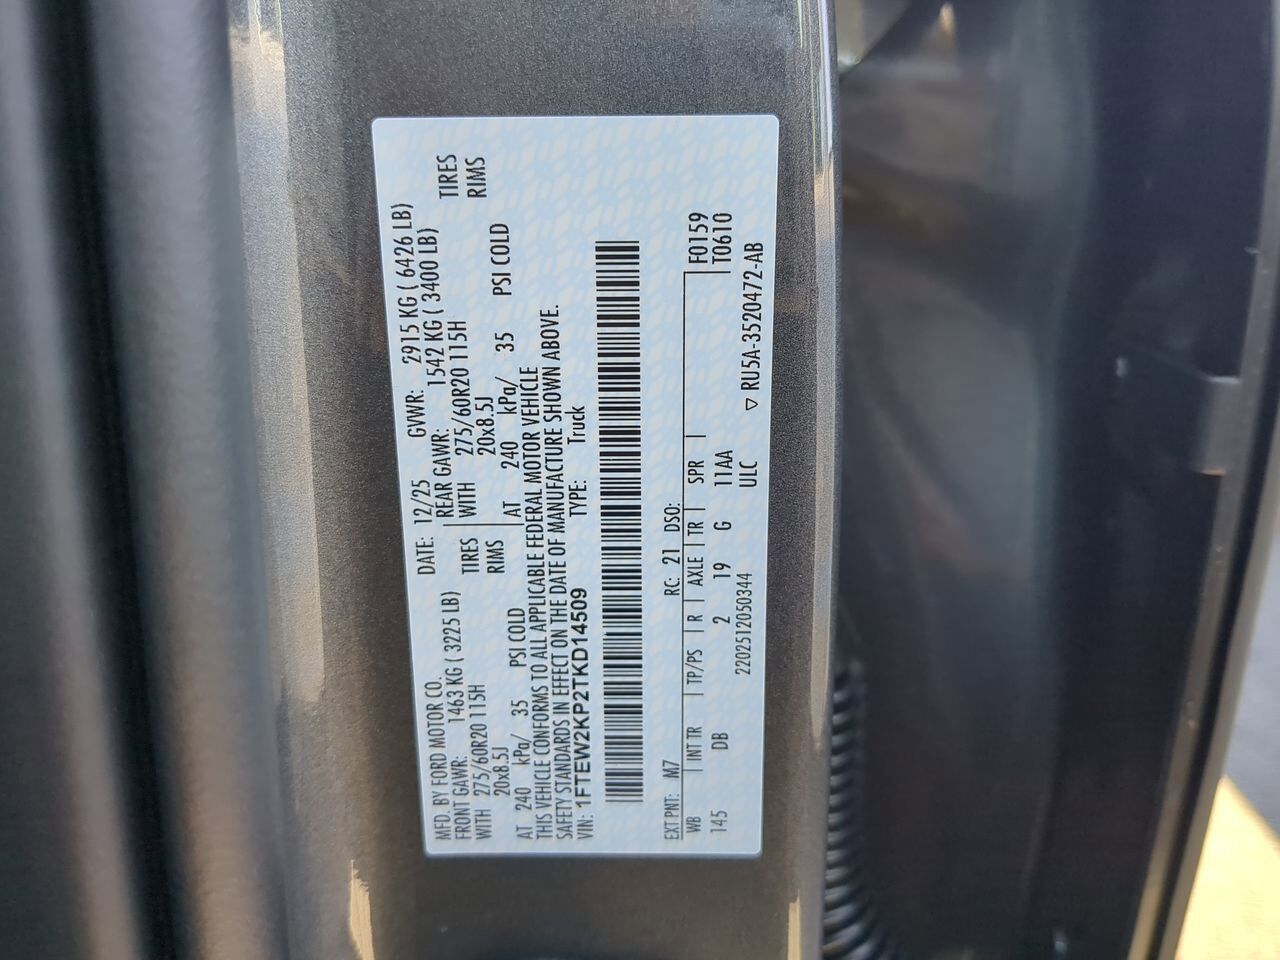 MFD. BY FORD MOTOR CO. DATE: 12/25 GVWR: 2915 KG ( 6426 LB)
FRONT GAWR: 1463 KG ( 3225 LB) REAR GAWR: 1542 KG ( 3400 LB)
WITH 275/60R20 115H TIRES WITH 275/60R20 115H TIRES
20x8.5J RIMS 20x8.5J RIMS
AT 240 kPa/ 35 PSI COLD AT 240 kPa/ 35 PSI COLD
THIS VEHICLE CONFORMS TO ALL APPLICABLE FEDERAL MOTOR VEHICLE
SAFETY STANDARDS IN EFFECT ON THE DATE OF MANUFACTURE SHOWN ABOVE.
VIN: 1FTEW2KP2TKD14509 TYPE: Truck
EXT PNT: M7 RC: 21 DSO: F0159
WB | INT TR | TP/PS | R | AXLE | TR | SPR | T0610
145 DB 2 19 G 11AA
2202512050344 ULC ▽ RU5A-3520472-AB